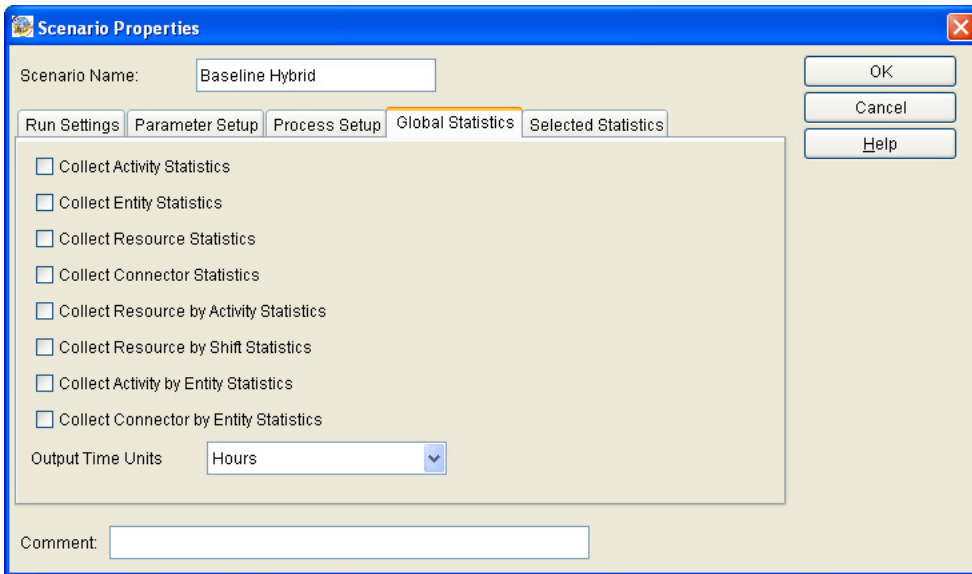 Scenario Properties
Scenario Name: Baseline Hybrid
OK
Cancel
Help
Run Settings Parameter Setup Process Setup Global Statistics Selected Statistics
Collect Activity Statistics
Collect Entity Statistics
Collect Resource Statistics
Collect Connector Statistics
Collect Resource by Activity Statistics
Collect Resource by Shift Statistics
Collect Activity by Entity Statistics
Collect Connector by Entity Statistics
Output Time Units Hours
Comment: